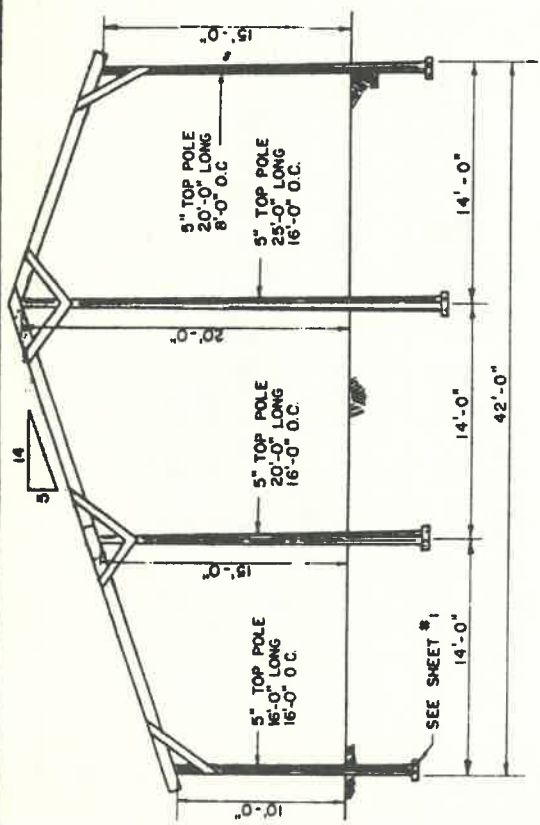 15'-0"
5" TOP POLE
20'-0" LONG
8'-0" O.C
5" TOP POLE
25'-0" LONG
16'-0" O.C.
20'-0"
14
5
5" TOP POLE
20'-0" LONG
16'-0" O.C.
15'-0"
5" TOP POLE
16'-0" LONG
16'-0" O.C.
10'-0"
SEE SHEET #1
14'-0"
14'-0"
14'-0"
42'-0"